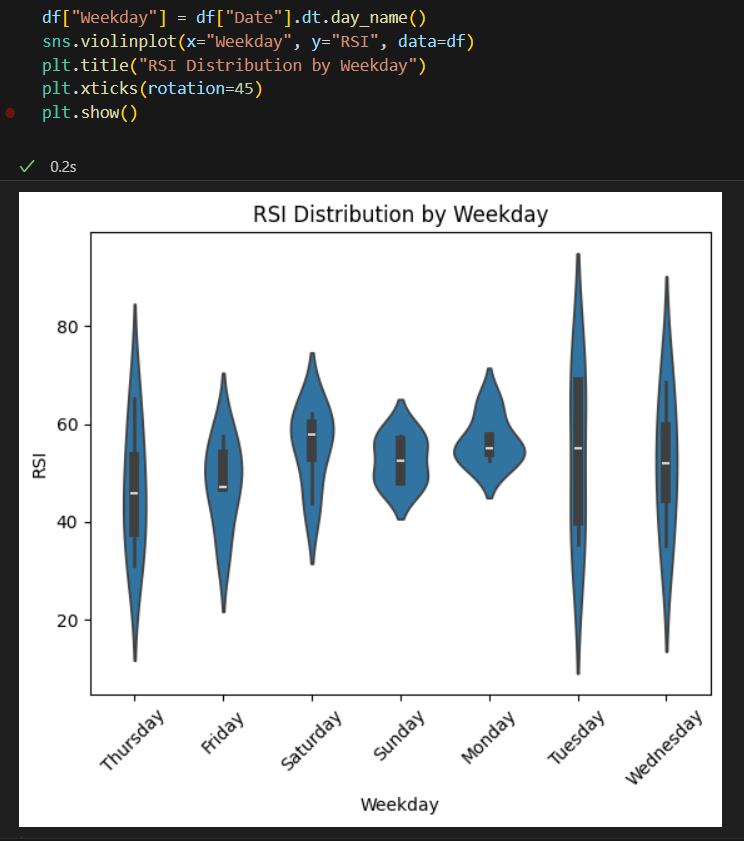 df["Weekday"] = df["Date"].dt.day_name()
sns.violinplot(x="Weekday", y="RSI", data=df)
plt.title("RSI Distribution by Weekday")
plt.xticks(rotation=45)
plt.show()
0.2s
RSI Distribution by Weekday
80
60
40
20
RSI
Thursday
Friday
Saturday
Sunday
Monday
Tuesday
Wednesday
Weekday